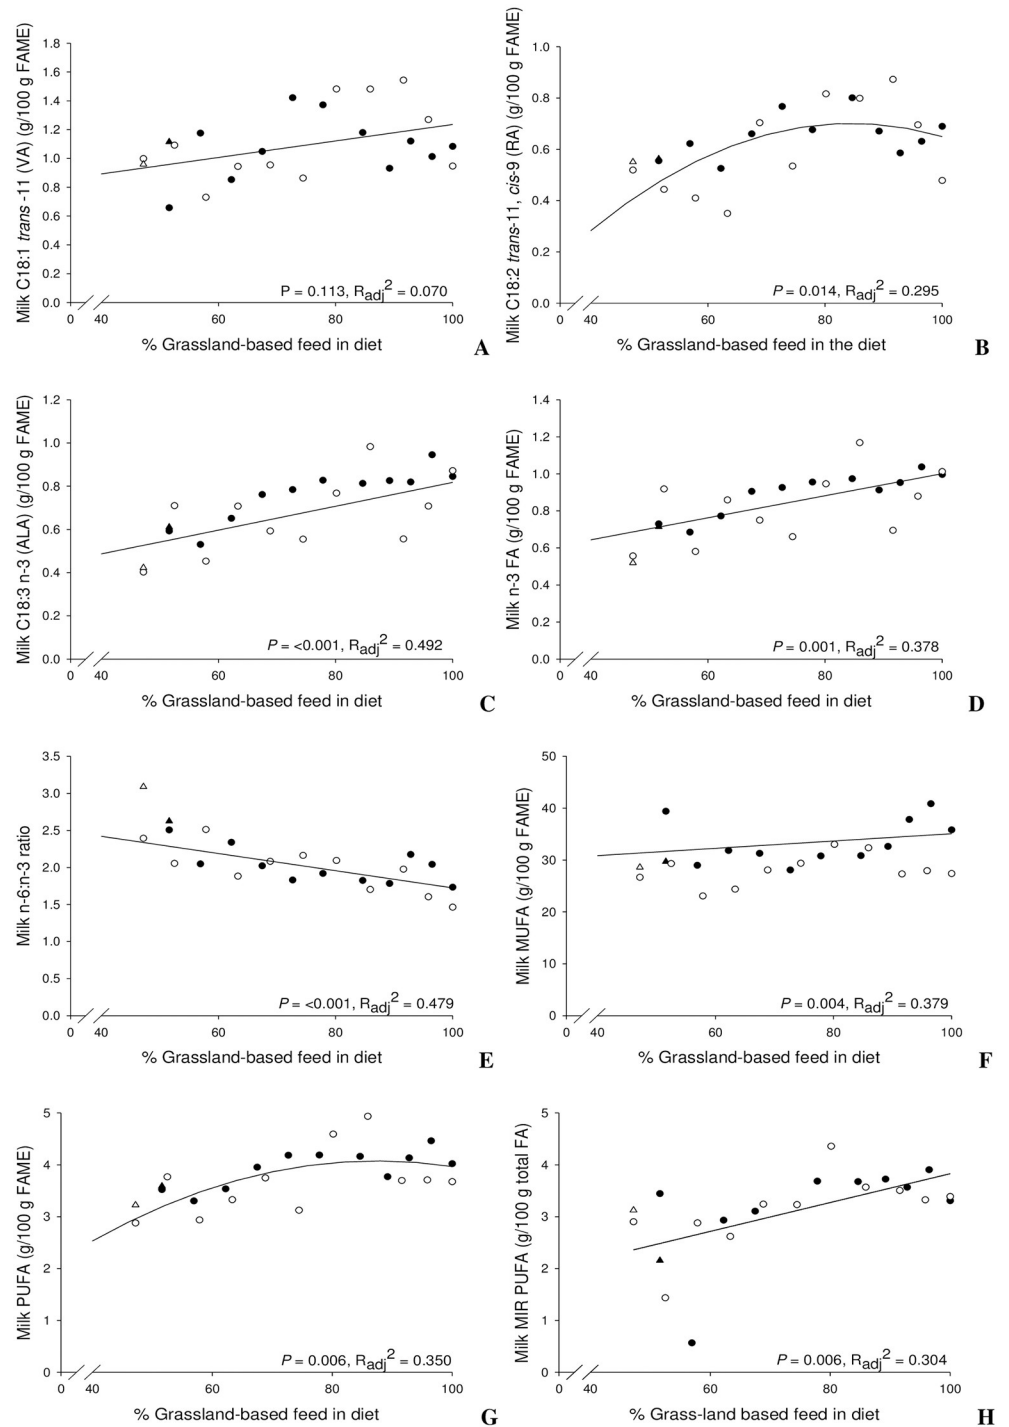 Milk C18:1 trans -11 (VA) (g/100 g FAME)
1.8
1.6
1.4
1.2
1.0
0.8
0.6
0.4
0.2
0.0
P = 0.113, Radj2 = 0.070
0 40 60 80 100
% Grassland-based feed in diet
A
Milk C18:2 trans-11, cis-9 (RA) (g/100 g FAME)
1.0
0.8
0.6
0.4
0.2
0.0
P = 0.014, Radj2 = 0.295
0 40 60 80 100
% Grassland-based feed in the diet
B
Milk C18:3 n-3 (ALA) (g/100 g FAME)
1.2
1.0
0.8
0.6
0.4
0.2
0.0
P = <0.001, Radj2 = 0.492
0 40 60 80 100
% Grassland-based feed in diet
C
Milk n-3 FA (g/100 g FAME)
1.4
1.2
1.0
0.8
0.6
0.4
0.2
0.0
P = 0.001, Radj2 = 0.378
0 40 60 80 100
% Grassland-based feed in diet
D
Milk n-6:n-3 ratio
3.5
3.0
2.5
2.0
1.5
1.0
0.5
0.0
P = <0.001, Radj2 = 0.479
0 40 60 80 100
% Grassland-based feed in diet
E
Milk MUFA (g/100 g FAME)
50
40
30
20
10
0
P = 0.004, Radj2 = 0.379
0 40 60 80 100
% Grassland-based feed in diet
F
Milk PUFA (g/100 g FAME)
5
4
3
2
1
0
P = 0.006, Radj2 = 0.350
0 40 60 80 100
% Grassland-based feed in diet
G
Milk MIR PUFA (g/100 g total FA)
5
4
3
2
1
0
P = 0.006, Radj2 = 0.304
0 40 60 80 100
% Grass-land based feed in diet
H